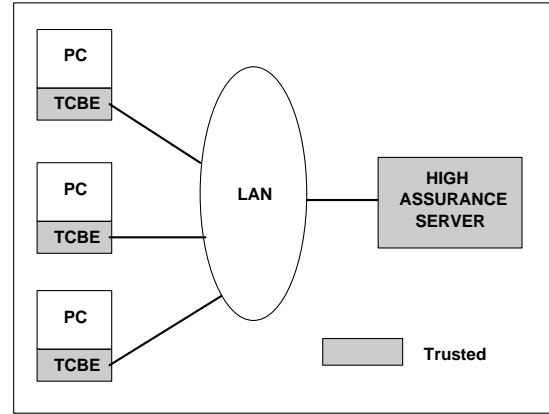 PC
TCBE
PC
TCBE
PC
TCBE
LAN
HIGH
ASSURANCE
SERVER
Trusted